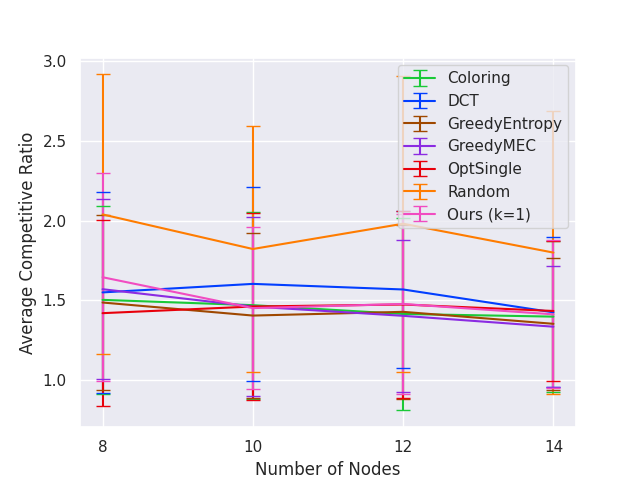 3.0
2.5
2.0
1.5
1.0
Average Competitive Ratio
8
10
12
14
Number of Nodes
Coloring
DCT
GreedyEntropy
GreedyMEC
OptSingle
Random
Ours (k=1)